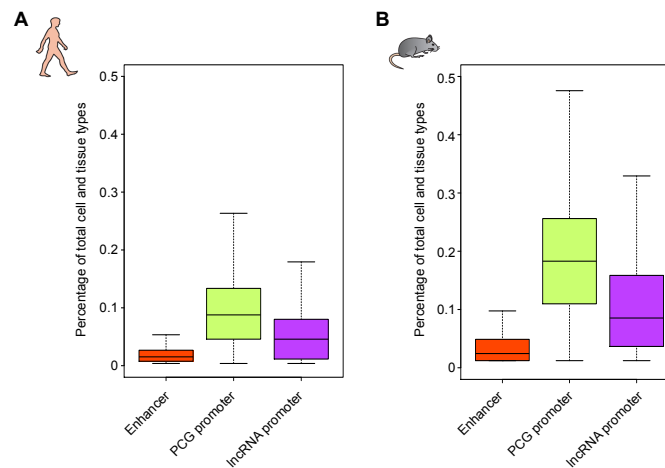 A
Percentage of total cell and tissue types
0.5
0.4
0.3
0.2
0.1
0
Enhancer
PCG promoter
lncRNA promoter
B
Percentage of total cell and tissue types
0.5
0.4
0.3
0.2
0.1
0
Enhancer
PCG promoter
lncRNA promoter